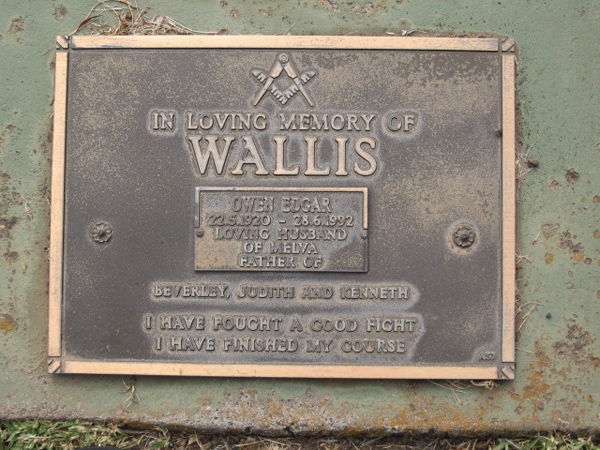 IN LOVING MEMORY OF
WALLIS
OWEN EDGAR
22.5.1920 - 28.6.1992
LOVING HUSBAND
OF MELVA
FATHER OF
BEVERLEY, JUDITH AND KENNETH
I HAVE FOUGHT A GOOD FIGHT
I HAVE FINISHED MY COURSE